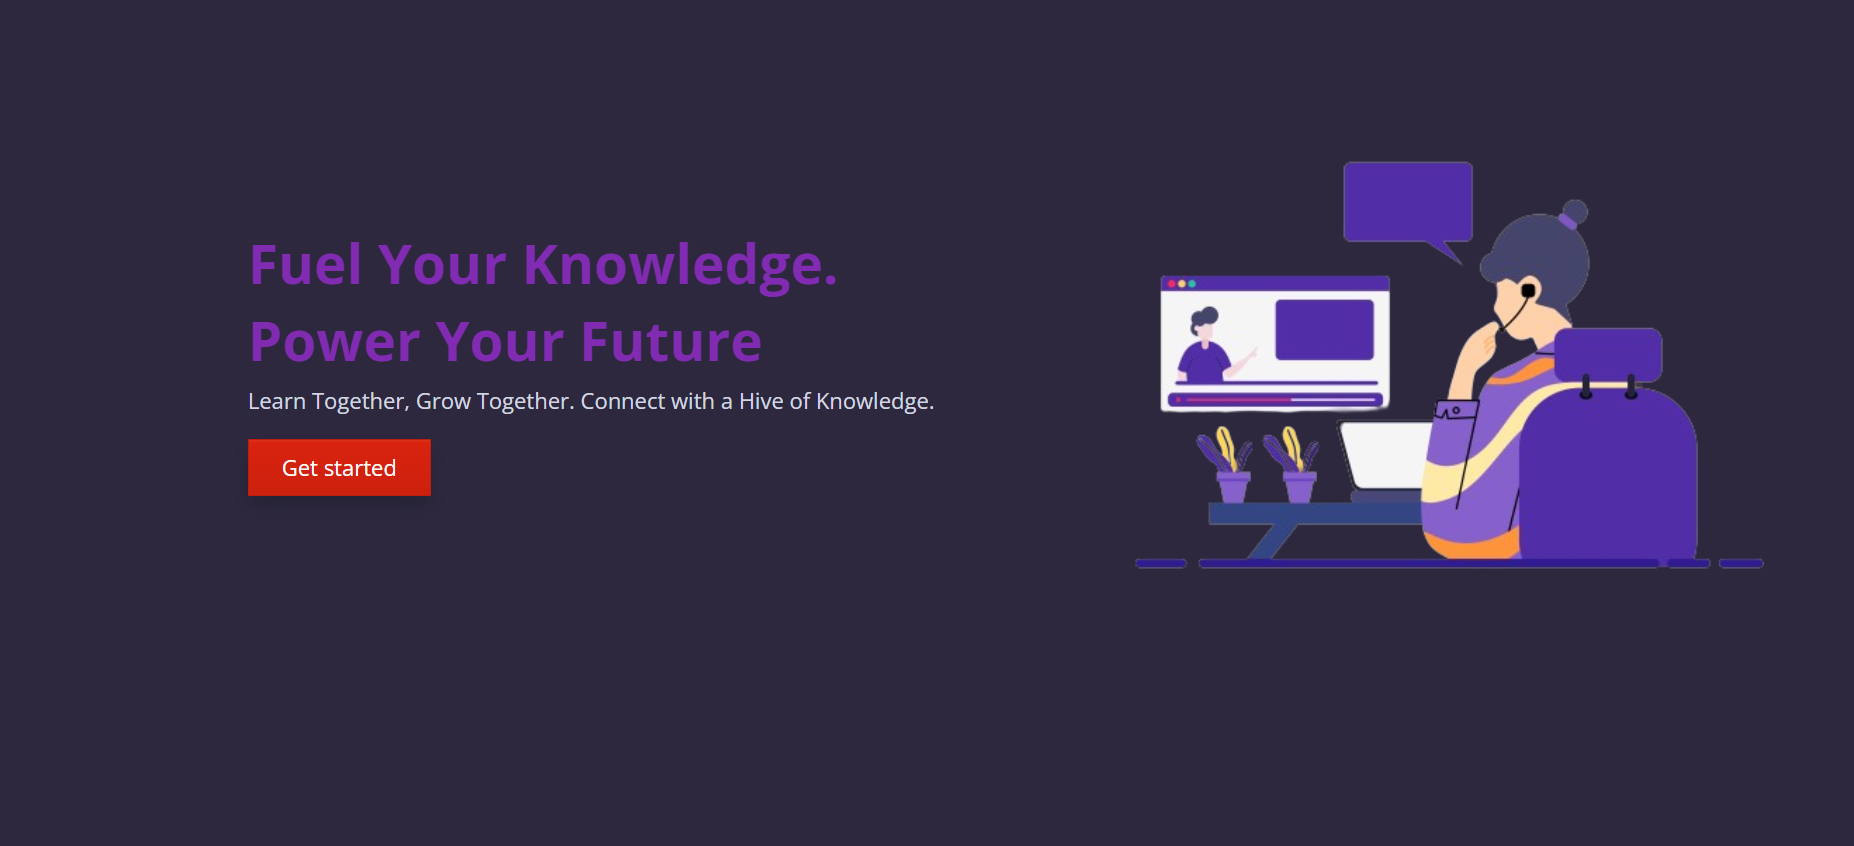 Fuel Your Knowledge.
Power Your Future
Learn Together, Grow Together. Connect with a Hive of Knowledge.
Get started